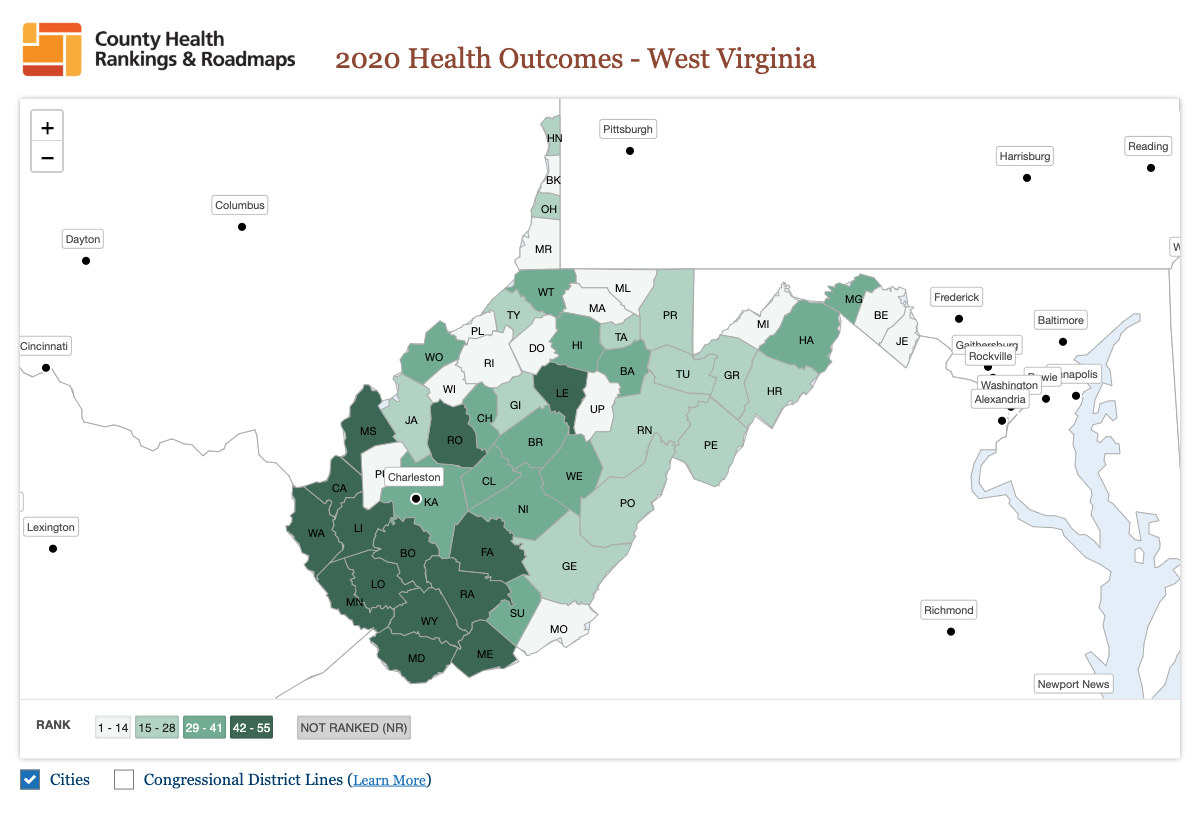 County Health
Rankings & Roadmaps
2020 Health Outcomes - West Virginia
+
−
Pittsburgh
HN
Reading
Harrisburg
BK
Columbus
OH
Dayton
MR
W
WT
ML
Frederick
MG
MA
TY
PR
BE
Baltimore
MI
PL
TA
HA
JE
Cincinnati
DO
HI
Gaithersburg
WO
Rockville
RI
BA
TU
GR
napolis
owie
Washington
WI
LE
HR
Alexandria
GI
UP
JA
CH
MS
RN
RO
BR
PE
Charleston
WE
CL
CA
KA
PO
NI
Lexington
LI
WA
BO
FA
GE
LO
RA
MN
Richmond
SU
WY
MO
ME
MD
Newport News
RANK 1 - 14 15 - 28 29 - 41 42 - 55 NOT RANKED (NR)
Cities Congressional District Lines (Learn More)